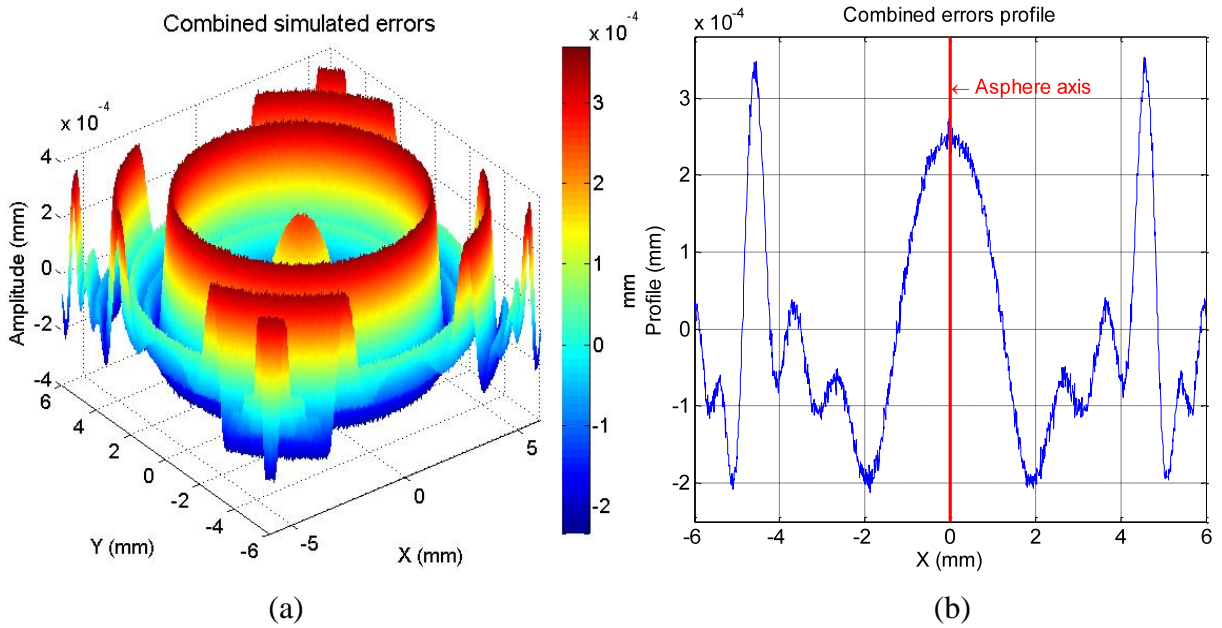 Combined simulated errors
x 10⁻⁴
4
2
0
-2
-4
Amplitude (mm)
6
4
2
0
-2
-4
-6
Y (mm)
-5
0
5
X (mm)
x 10⁻⁴
3
2
1
0
-1
-2
mm
(a)
Combined errors profile
x 10⁻⁴
3
2
1
0
-1
-2
Profile (mm)
← Asphere axis
-6 -4 -2 0 2 4 6
X (mm)
(b)